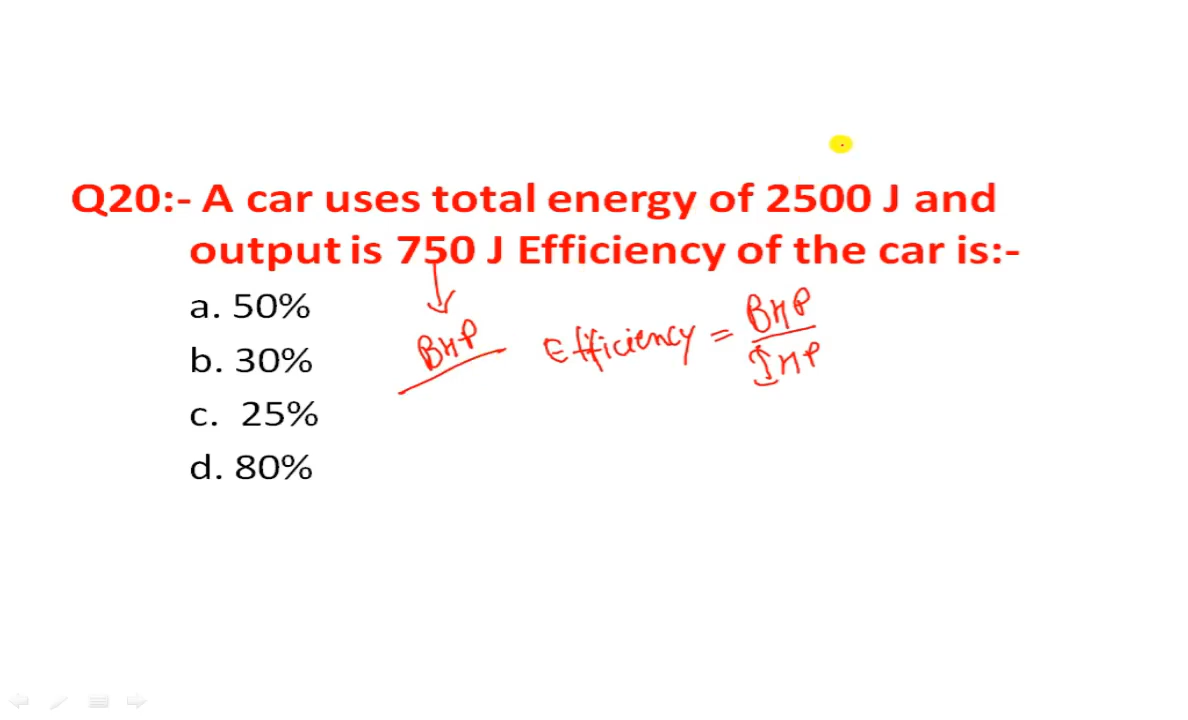 Q20:- A car uses total energy of 2500 J and
output is 750 J Efficiency of the car is:-
a. 50%
b. 30%
c. 25%
d. 80%
BHP
Efficiency = BHP
IHP